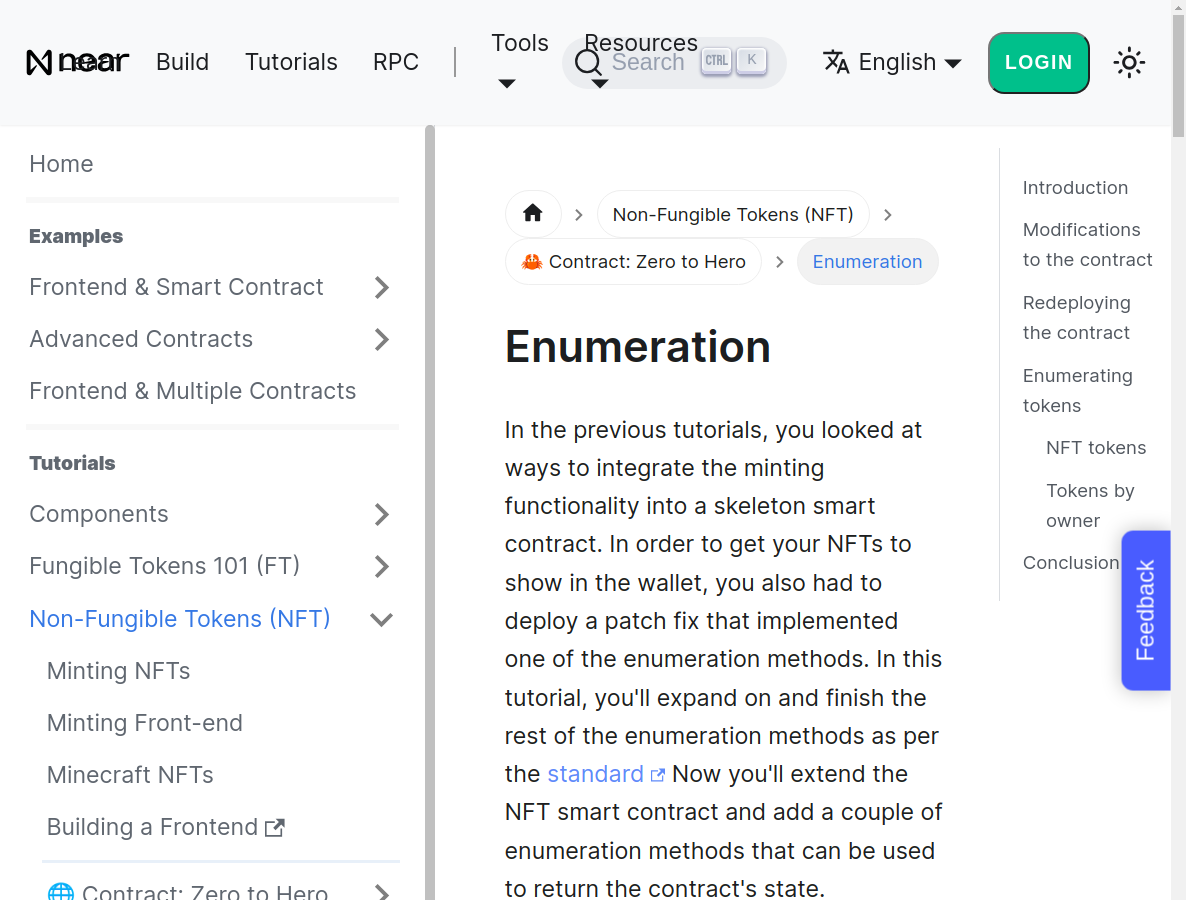 near
Learn
Build
Tutorials
RPC
Tools
Resources
Search
CTRL
K
English
LOGIN
Home
Examples
Frontend & Smart Contract
Advanced Contracts
Frontend & Multiple Contracts
Tutorials
Components
Fungible Tokens 101 (FT)
Non-Fungible Tokens (NFT)
Minting NFTs
Minting Front-end
Minecraft NFTs
Building a Frontend
Contract: Zero to Hero
Non-Fungible Tokens (NFT)
Contract: Zero to Hero
Enumeration
Enumeration
In the previous tutorials, you looked at
ways to integrate the minting
functionality into a skeleton smart
contract. In order to get your NFTs to
show in the wallet, you also had to
deploy a patch fix that implemented
one of the enumeration methods. In this
tutorial, you'll expand on and finish the
rest of the enumeration methods as per
the standard Now you'll extend the
NFT smart contract and add a couple of
enumeration methods that can be used
to return the contract's state.
Introduction
Modifications
to the contract
Redeploying
the contract
Enumerating
tokens
NFT tokens
Tokens by
owner
Conclusion
Feedback